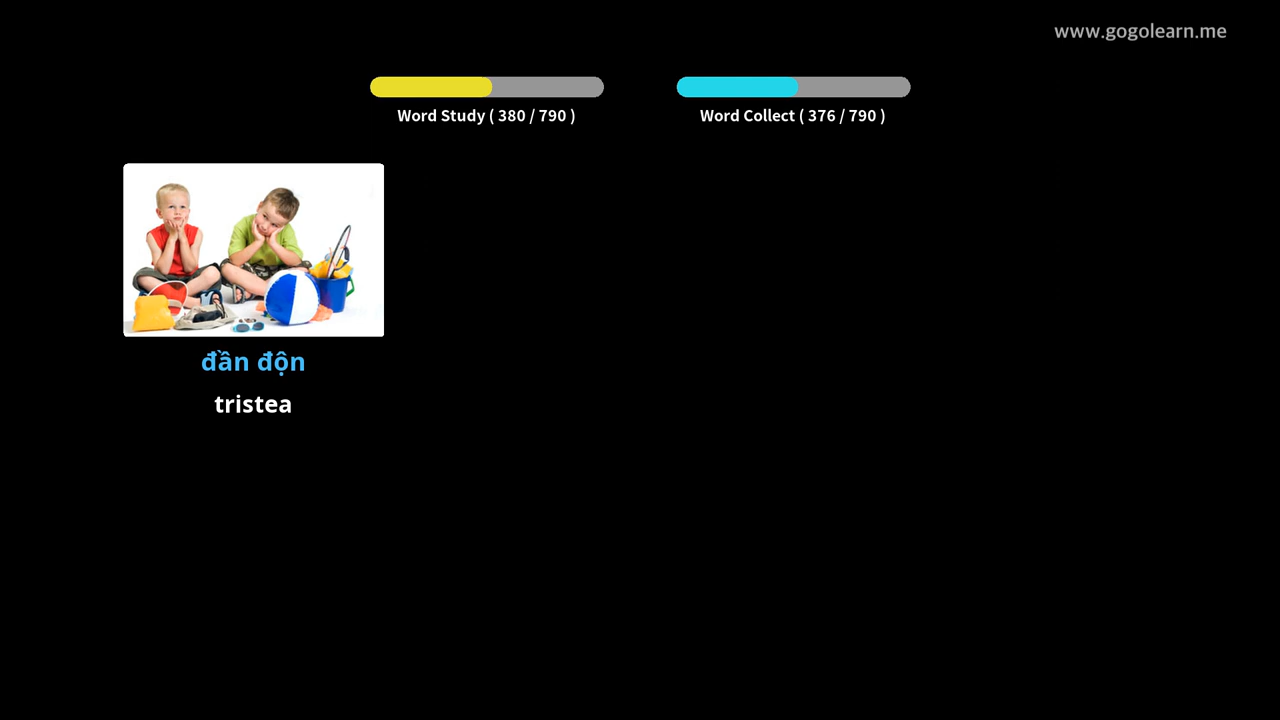 www.gogolearn.me
Word Study ( 380 / 790 )
Word Collect ( 376 / 790 )
đần độn
tristea